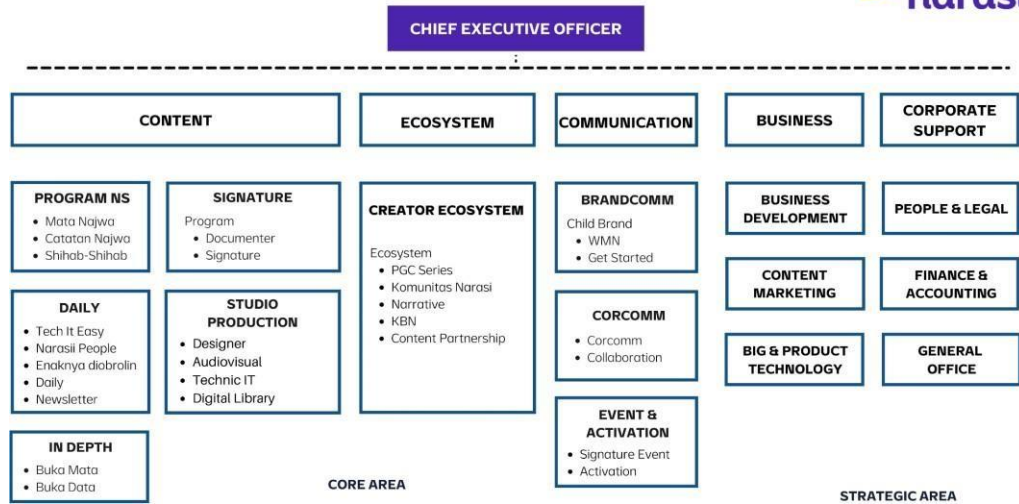 CHIEF EXECUTIVE OFFICER
CONTENT
ECOSYSTEM
COMMUNICATION
BUSINESS
CORPORATE
SUPPORT
PROGRAM NS
• Mata Najwa
• Catatan Najwa
• Shihab-Shihab
SIGNATURE
Program
• Documenter
• Signature
DAILY
• Tech It Easy
• Narasii People
• Enaknya diobrolin
• Daily
• Newsletter
STUDIO
PRODUCTION
• Designer
• Audiovisual
• Technic IT
• Digital Library
IN DEPTH
• Buka Mata
• Buka Data
CREATOR ECOSYSTEM
Ecosystem
• PGC Series
• Komunitas Narasi
• Narrative
• KBN
• Content Partnership
BRANDCOMM
Child Brand
• WMN
• Get Started
CORCOMM
• Corcomm
• Collaboration
EVENT &
ACTIVATION
• Signature Event
• Activation
BUSINESS
DEVELOPMENT
CONTENT
MARKETING
BIG & PRODUCT
TECHNOLOGY
PEOPLE & LEGAL
FINANCE &
ACCOUNTING
GENERAL
OFFICE
CORE AREA
STRATEGIC AREA